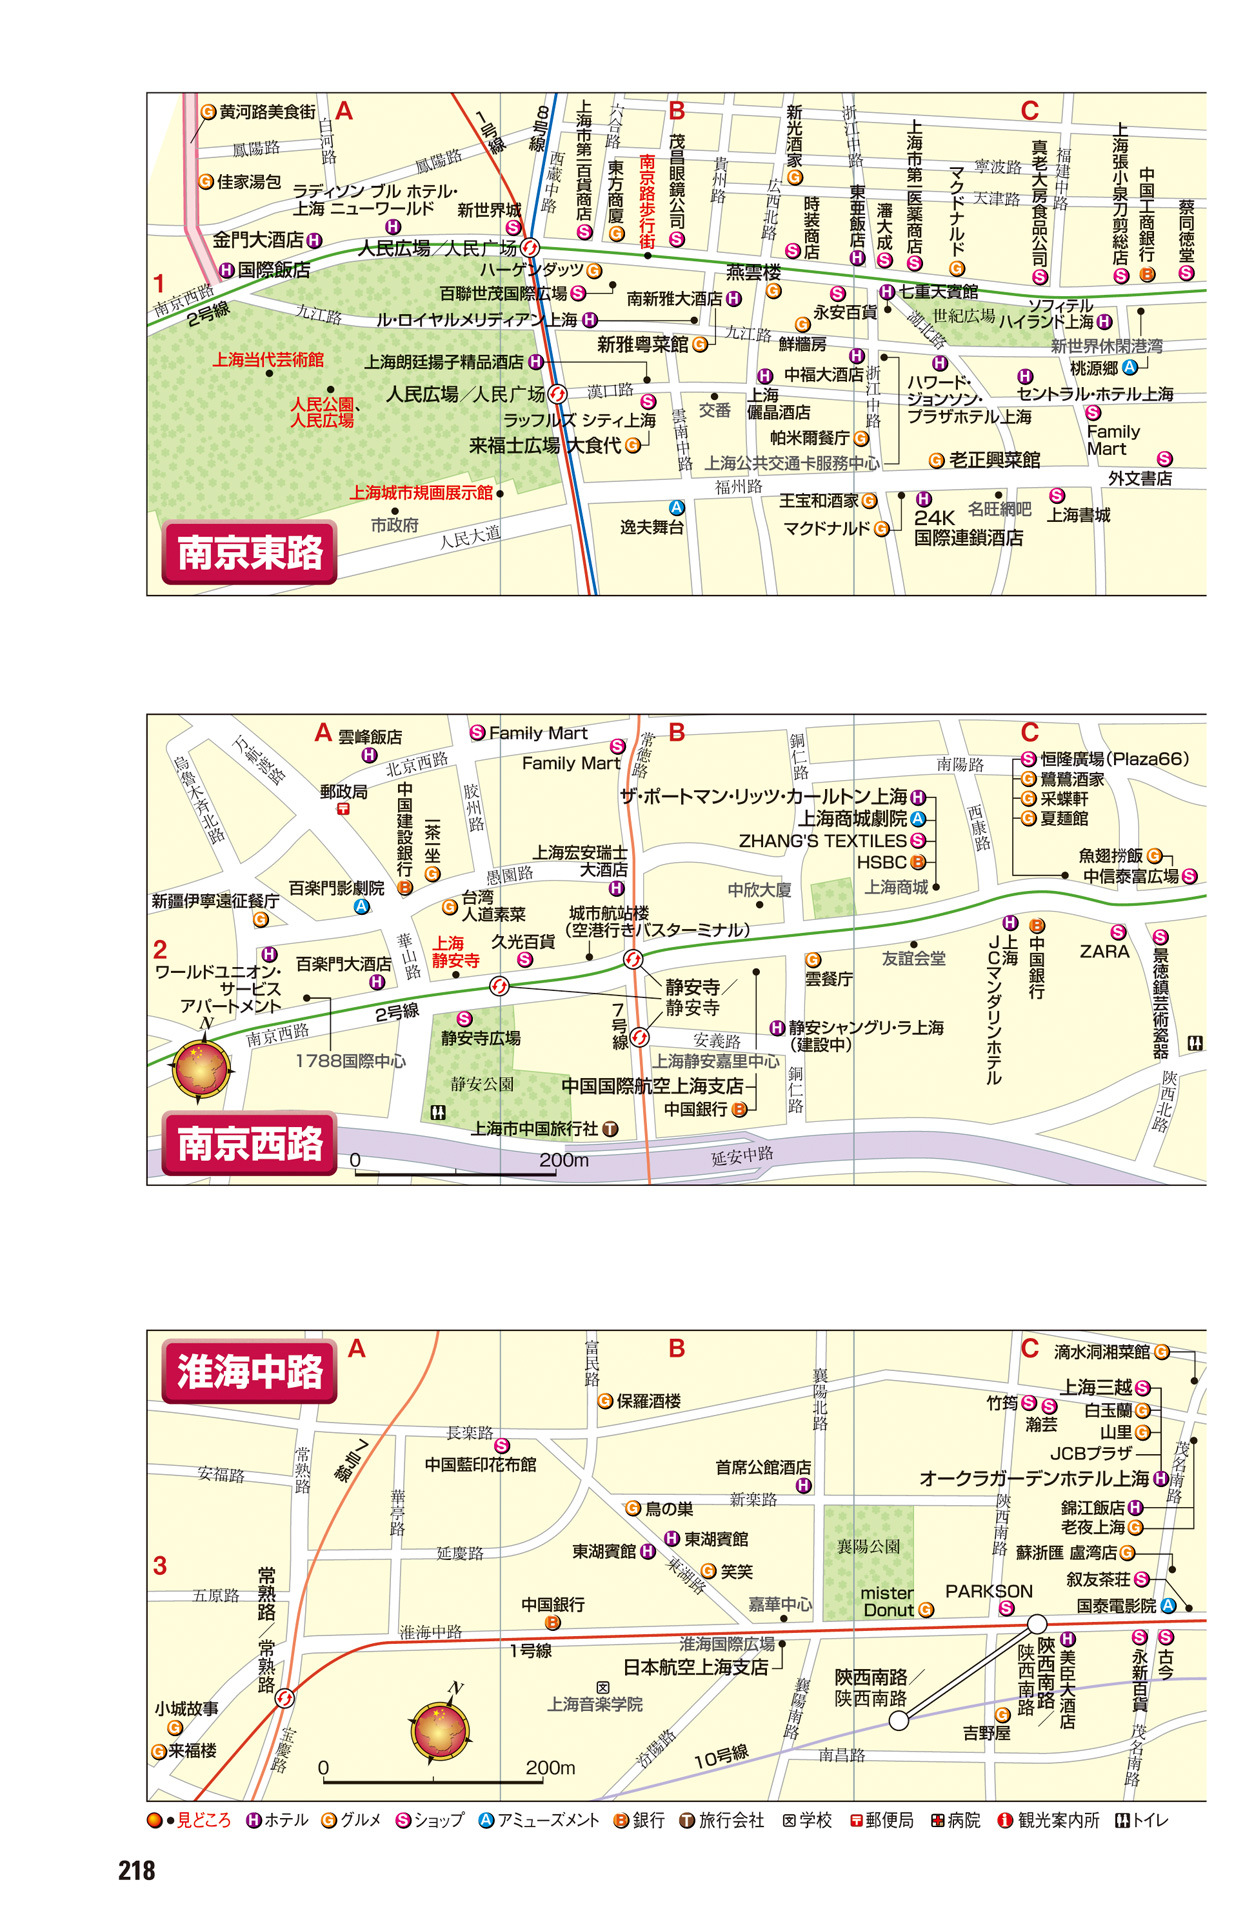 A
B
C
1
黄河路美食街
佳家湯包
鳳陽路
白河路
鳳陽路
1号線
8号線
西蔵中路
上海市第一百貨商店
六合路
東方商厦
南京路歩行街
茂昌眼鏡公司
貴州路
広西北路
新光酒家
時装商店
浙江中路
東亜飯店
瀋大成
上海市第一医薬商店
マクドナルド
寧波路
天津路
真老大房食品公司
福建中路
上海張小泉刀剪総店
中国工商銀行
蔡同徳堂
ラディソン ブル ホテル・
上海 ニューワールド
新世界城
金門大酒店
国際飯店
人民広場／人民广场
ハーゲンダッツ
百聯世茂国際広場
南新雅大酒店
燕雲楼
永安百貨
七重天賓館
世紀広場
ソフィテル
ハイランド上海
南京西路
2号線
九江路
ル・ロイヤルメリディアン上海
新雅粤菜館
九江路
鮮牆房
湖北路
新世界休閑港湾
桃源郷
上海当代芸術館
上海朗廷揚子精品酒店
人民公園、
人民広場
人民広場／人民广场
漢口路
交番
上海
儷晶酒店
中福大酒店
浙江中路
ハワード・
ジョンソン・
プラザホテル上海
セントラル・ホテル上海
ラッフルズ シティ上海
来福士広場 大食代
雲南中路
帕米爾餐庁
上海公共交通卡服務中心
老正興菜館
Family
Mart
外文書店
上海城市規画展示館
市政府
人民大道
福州路
逸夫舞台
王宝和酒家
マクドナルド
24K
国際連鎖酒店
名旺網吧
上海書城
南京東路
A
B
C
2
烏魯木斉北路
万航渡路
雲峰飯店
Family Mart
Family Mart
北京西路
郵政局
中国建設銀行
一茶一坐
胶州路
常徳路
銅仁路
南陽路
西康路
恒隆廣場（Plaza66）
鷺鷺酒家
采蝶軒
夏麺館
ザ・ポートマン・リッツ・カールトン上海
上海商城劇院
ZHANG'S TEXTILES
HSBC
上海商城
魚翅撈飯
中信泰富広場
上海宏安瑞士
大酒店
愚園路
百楽門影劇院
新疆伊寧遠征餐庁
台湾
人道素菜
中欣大厦
城市航站楼
（空港行きバスターミナル）
久光百貨
上海
静安寺
華山路
百楽門大酒店
ワールドユニオン・
サービス
アパートメント
友誼会堂
雲餐庁
上海
JCマンダリンホテル
中国銀行
ZARA
景徳鎮芸術瓷器
静安寺／
静安寺
2号線
南京西路
1788国際中心
静安寺広場
7号線
安義路
静安シャングリ・ラ上海
（建設中）
上海静安嘉里中心
中国国際航空上海支店
中国銀行
銅仁路
陝西北路
静安公園
上海市中国旅行社
延安中路
N
南京西路
0
200m
淮海中路
A
B
C
3
富民路
保羅酒楼
襄陽北路
滴水洞湘菜館
上海三越
白玉蘭
山里
JCBプラザ
オークラガーデンホテル上海
竹筠
瀚芸
茂名南路
錦江飯店
老夜上海
蘇浙匯 盧湾店
叙友茶荘
国泰電影院
長楽路
中国藍印花布館
7号線
常熟路
安福路
華亭路
首席公館酒店
新楽路
鳥の巣
東湖賓館
東湖賓館
延慶路
笑笑
東湖路
襄陽公園
陝西南路
mister
Donut
PARKSON
五原路
常熟路／常熟路
中国銀行
嘉華中心
淮海中路
1号線
淮海国際広場
日本航空上海支店
上海音楽学院
襄陽南路
陝西南路／
陝西南路
陝西南路／
陝西南路
美臣大酒店
永新百貨
古今
小城故事
来福楼
宝慶路
N
汾陽路
10号線
南昌路
吉野屋
茂名南路
0
200m
見どころ
ホテル
グルメ
ショップ
アミューズメント
銀行
旅行会社
学校
郵便局
病院
観光案内所
トイレ
218